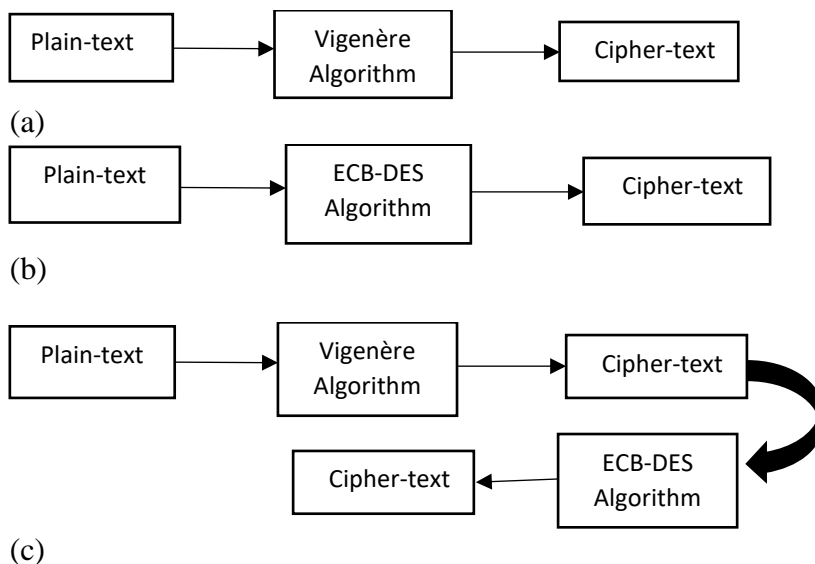 Plain-text
Vigenère
Algorithm
Cipher-text
(a)
Plain-text
ECB-DES
Algorithm
Cipher-text
(b)
Plain-text
Vigenère
Algorithm
Cipher-text
ECB-DES
Algorithm
Cipher-text
(c)